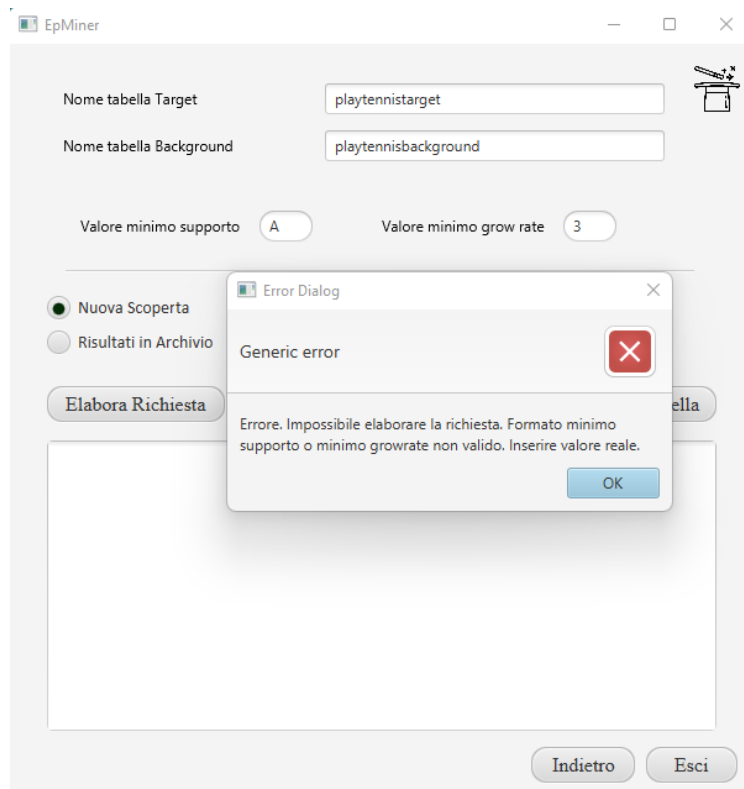 EpMiner
Nome tabella Target
playtennistarget
Nome tabella Background
playtennisbackground
Valore minimo supporto
A
Valore minimo grow rate
3
Nuova Scoperta
Risultati in Archivio
Elabora Richiesta
ella
Error Dialog
Generic error
Errore. Impossibile elaborare la richiesta. Formato minimo
supporto o minimo growrate non valido. Inserire valore reale.
OK
Indietro
Esci